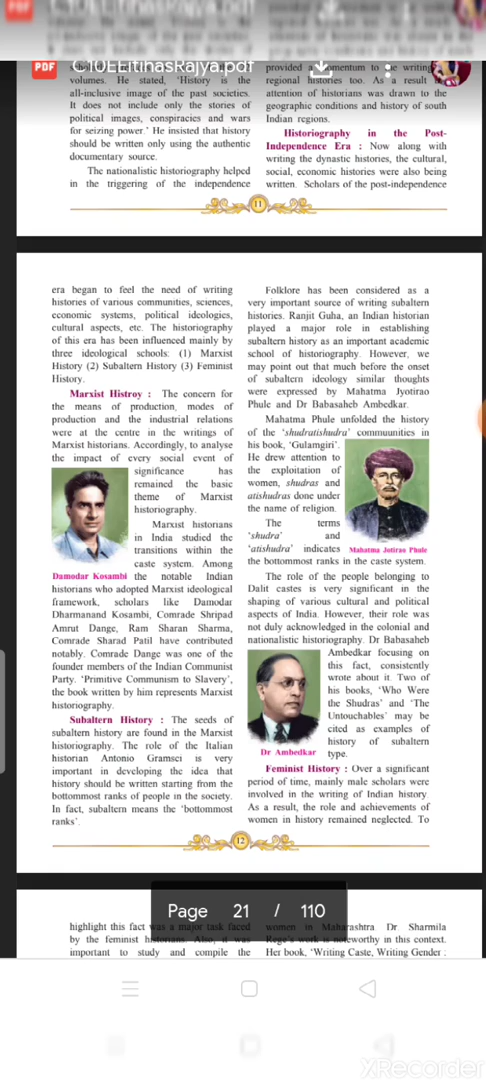 PDF
C10EEitihasRajya.pdf
volumes. He stated, 'History is the
all-inclusive image of the past societies.
It does not include only the stories of
political images, conspiracies and wars
for seizing power.' He insisted that history
should be written only using the authentic
documentary source.
The nationalistic historiography helped
in the triggering of the independence
provided a momentum to the writing
regional histories too. As a result
attention of historians was drawn to the
geographic conditions and history of south
Indian regions.
Historiography in the Post-
Independence Era : Now along with
writing the dynastic histories, the cultural,
social, economic histories were also being
written. Scholars of the post-independence
11
era began to feel the need of writing
histories of various communities, sciences,
economic systems, political ideologies,
cultural aspects, etc. The historiography
of this era has been influenced mainly by
three ideological schools: (1) Marxist
History (2) Subaltern History (3) Feminist
History.
Marxist Histroy : The concern for
the means of production, modes of
production and the industrial relations
were at the centre in the writings of
Marxist historians. Accordingly, to analyse
the impact of every social event of
significance has
remained the basic
theme of Marxist
historiography.
Marxist historians
in India studied the
transitions within the
caste system. Among
Damodar Kosambi the notable Indian
historians who adopted Marxist ideological
framework, scholars like Damodar
Dharmanand Kosambi, Comrade Shripad
Amrut Dange, Ram Sharan Sharma,
Comrade Sharad Patil have contributed
notably. Comrade Dange was one of the
founder members of the Indian Communist
Party. 'Primitive Communism to Slavery',
the book written by him represents Marxist
historiography.
Subaltern History : The seeds of
subaltern history are found in the Marxist
historiography. The role of the Italian
historian Antonio Gramsci is very
important in developing the idea that
history should be written starting from the
bottommost ranks of people in the society.
In fact, subaltern means the 'bottommost
ranks'.
Folklore has been considered as a
very important source of writing subaltern
histories. Ranjit Guha, an Indian historian
played a major role in establishing
subaltern history as an important academic
school of historiography. However, we
may point out that much before the onset
of subaltern ideology similar thoughts
were expressed by Mahatma Jyotirao
Phule and Dr Babasaheb Ambedkar.
Mahatma Phule unfolded the history
of the 'shudratishudra' communities in
his book, 'Gulamgiri'.
He drew attention to
the exploitation of
women, shudras and
atishudras done under
the name of religion.
The terms
'shudra' and
'atishudra' indicates Mahatma Jotirao Phule
the bottommost ranks in the caste system.
The role of the people belonging to
Dalit castes is very significant in the
shaping of various cultural and political
aspects of India. However, their role was
not duly acknowledged in the colonial and
nationalistic historiography. Dr Babasaheb
Ambedkar focusing on
this fact, consistently
wrote about it. Two of
his books, 'Who Were
the Shudras' and 'The
Untouchables' may be
cited as examples of
history of subaltern
Dr Ambedkar type.
Feminist History : Over a significant
period of time, mainly male scholars were
involved in the writing of Indian history.
As a result, the role and achievements of
women in history remained neglected. To
12
Page 21 / 110
highlight this fact was a major task faced
by the feminist historians. Also, it was
important to study and compile the
women in Maharashtra Dr Sharmila
Rege's work is noteworthy in this context.
Her book, 'Writing Caste, Writing Gender :
XRecorder